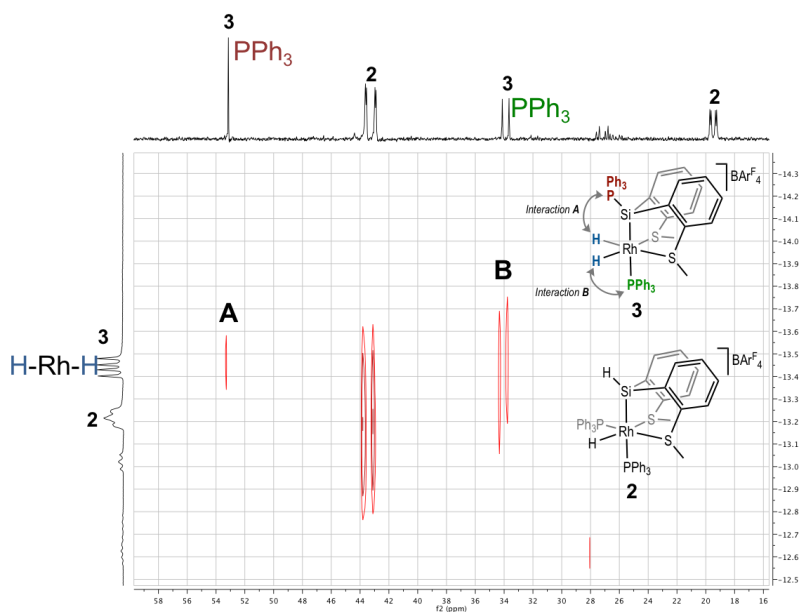 3
PPh3
2
3
PPh3
2
-14.3
-14.2
-14.1
-14.0
-13.9
-13.8
-13.7
-13.6
-13.5
-13.4
-13.3
-13.2
-13.1
-13.0
-12.9
-12.8
-12.7
-12.6
-12.5
BArF4
Ph3
P
Interaction A
Si
H
H
Rh
S
S
Interaction B
PPh3
3
B
A
3
H-Rh-H
2
BArF4
H
Si
Ph3P
S
Rh
H
S
PPh3
2
58 56 54 52 50 48 46 44 42 40 38 36 34 32 30 28 26 24 22 20 18 16
f2 (ppm)